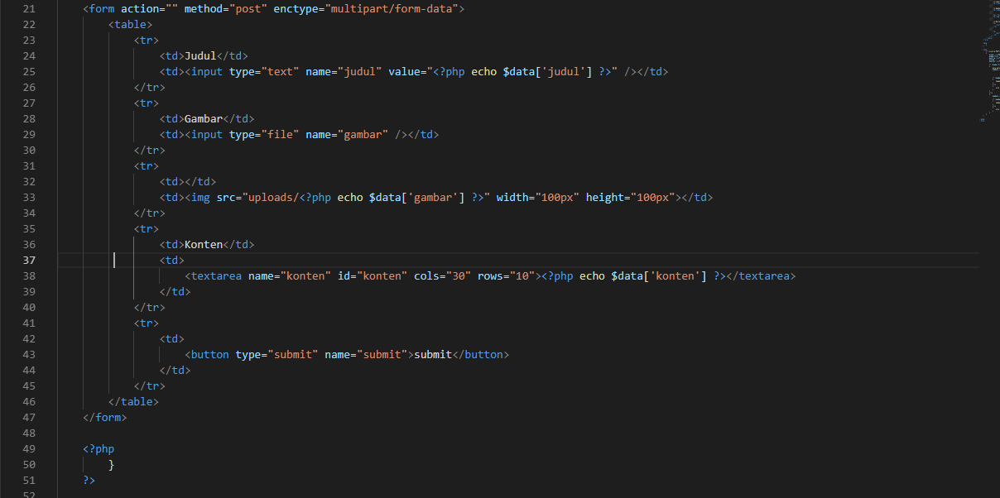 21 <form action="" method="post" enctype="multipart/form-data">
22 <table>
23 <tr>
24 <td>Judul</td>
25 <td><input type="text" name="judul" value="<?php echo $data['judul'] ?>" /></td>
26 </tr>
27 <tr>
28 <td>Gambar</td>
29 <td><input type="file" name="gambar" /></td>
30 </tr>
31 <tr>
32 <td></td>
33 <td><img src="uploads/<?php echo $data['gambar'] ?>" width="100px" height="100px"></td>
34 </tr>
35 <tr>
36 <td>Konten</td>
37 <td>
38 <textarea name="konten" id="konten" cols="30" rows="10"><?php echo $data['konten'] ?></textarea>
39 </td>
40 </tr>
41 <tr>
42 <td>
43 <button type="submit" name="submit">submit</button>
44 </td>
45 </tr>
46 </table>
47 </form>
48
49 <?php
50 }
51 ?>
52